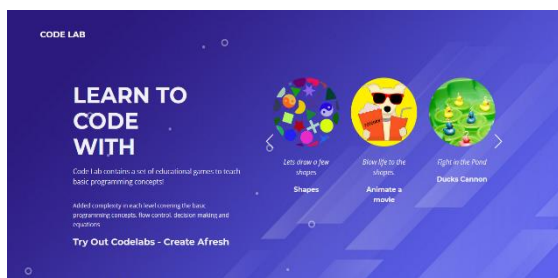 CODE LAB
LEARN TO
CODE
WITH
Code Lab contains a set of educational games to teach
basic programming concepts!
Added complexity in each level covering the basic
programming concepts, flow control, decision making and
equations
Try Out Codelabs - Create Afresh
Lets draw a few
shapes
Shapes
Blow life to the
shapes.
Animate a
movie
Fight in the Pond
Ducks Cannon